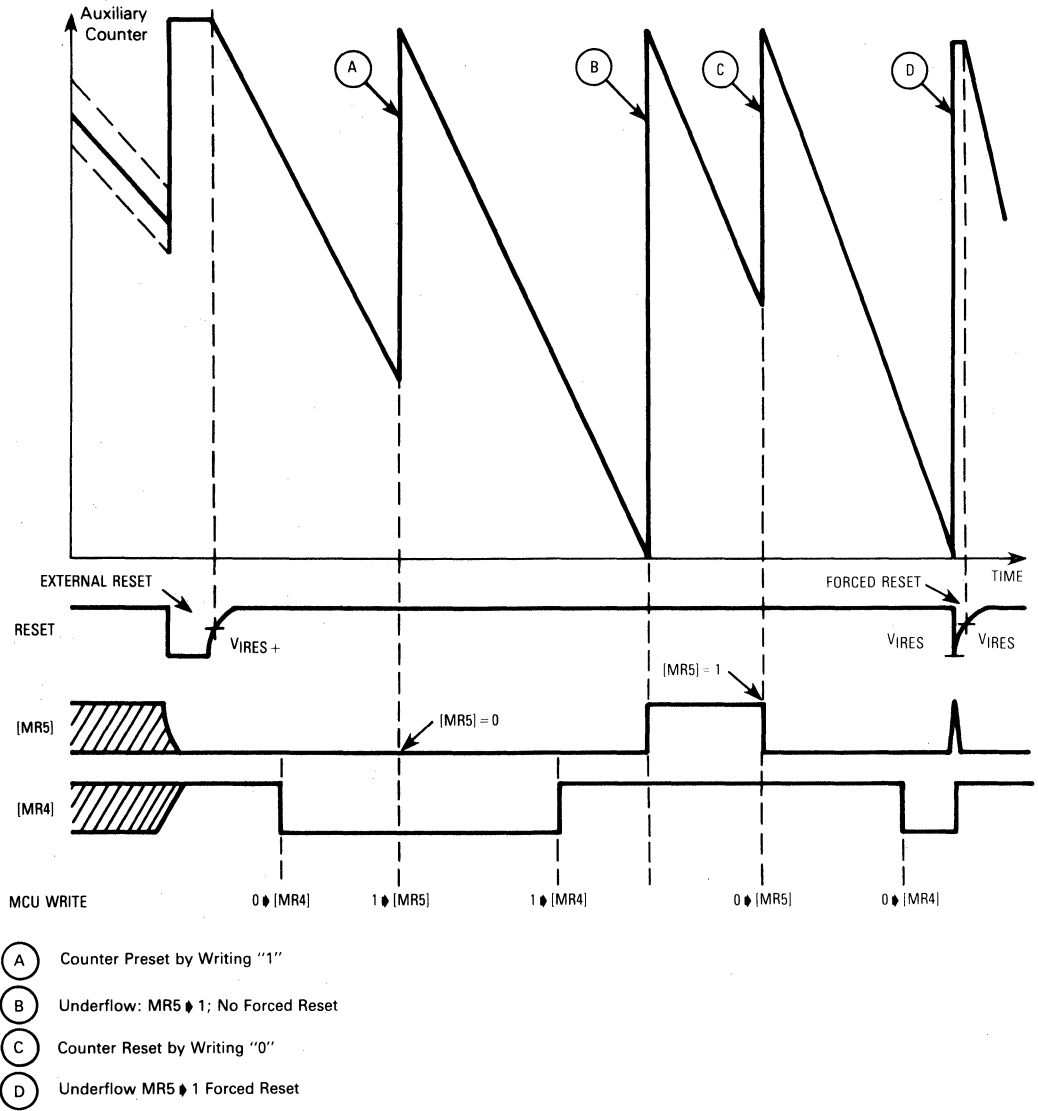 Auxiliary
Counter
A
B
C
D
TIME
EXTERNAL RESET
FORCED RESET
RESET
VIRES +
VIRES
VIRES
[MR5] = 1
[MR5]
[MR5] = 0
[MR4]
MCU WRITE
0➧[MR4]
1➧[MR5]
1➧[MR4]
0➧[MR5]
0➧[MR4]
A Counter Preset by Writing "1"
B Underflow: MR5➧1; No Forced Reset
C Counter Reset by Writing "0"
D Underflow MR5➧1 Forced Reset